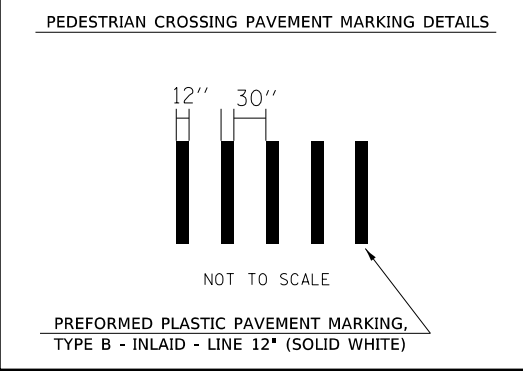 PEDESTRIAN CROSSING PAVEMENT MARKING DETAILS
12'' 30''
NOT TO SCALE
PREFORMED PLASTIC PAVEMENT MARKING,
TYPE B - INLAID - LINE 12" (SOLID WHITE)